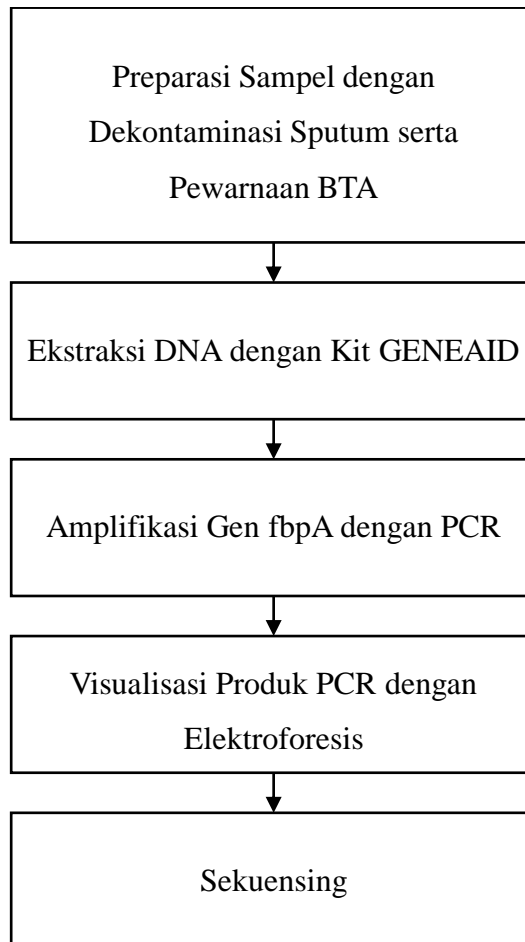 Preparasi Sampel dengan
Dekontaminasi Sputum serta
Pewarnaan BTA
Ekstraksi DNA dengan Kit GENEAID
Amplifikasi Gen fbpA dengan PCR
Visualisasi Produk PCR dengan
Elektroforesis
Sekuensing